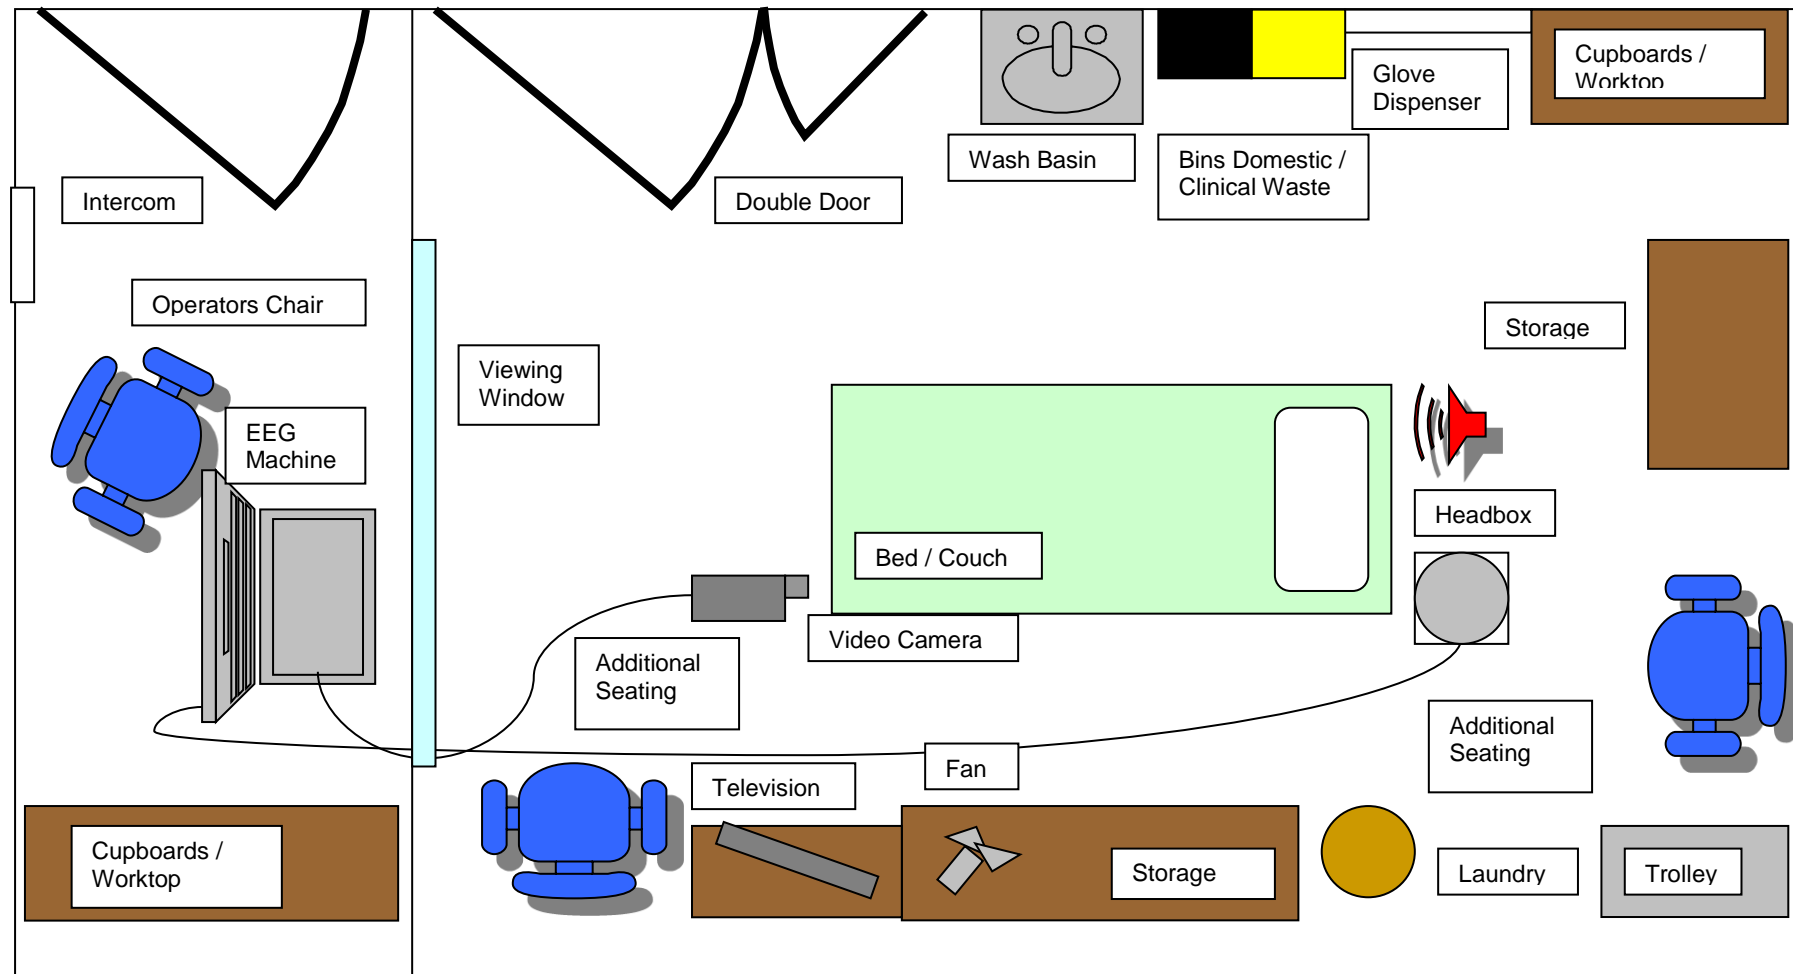 Cupboards /
Worktop
Glove
Dispenser
Wash Basin
Bins Domestic /
Clinical Waste
Intercom
Double Door
Operators Chair
Storage
Viewing
Window
EEG
Machine
Headbox
Bed / Couch
Video Camera
Additional
Seating
Additional
Seating
Fan
Television
Cupboards /
Worktop
Storage
Laundry
Trolley